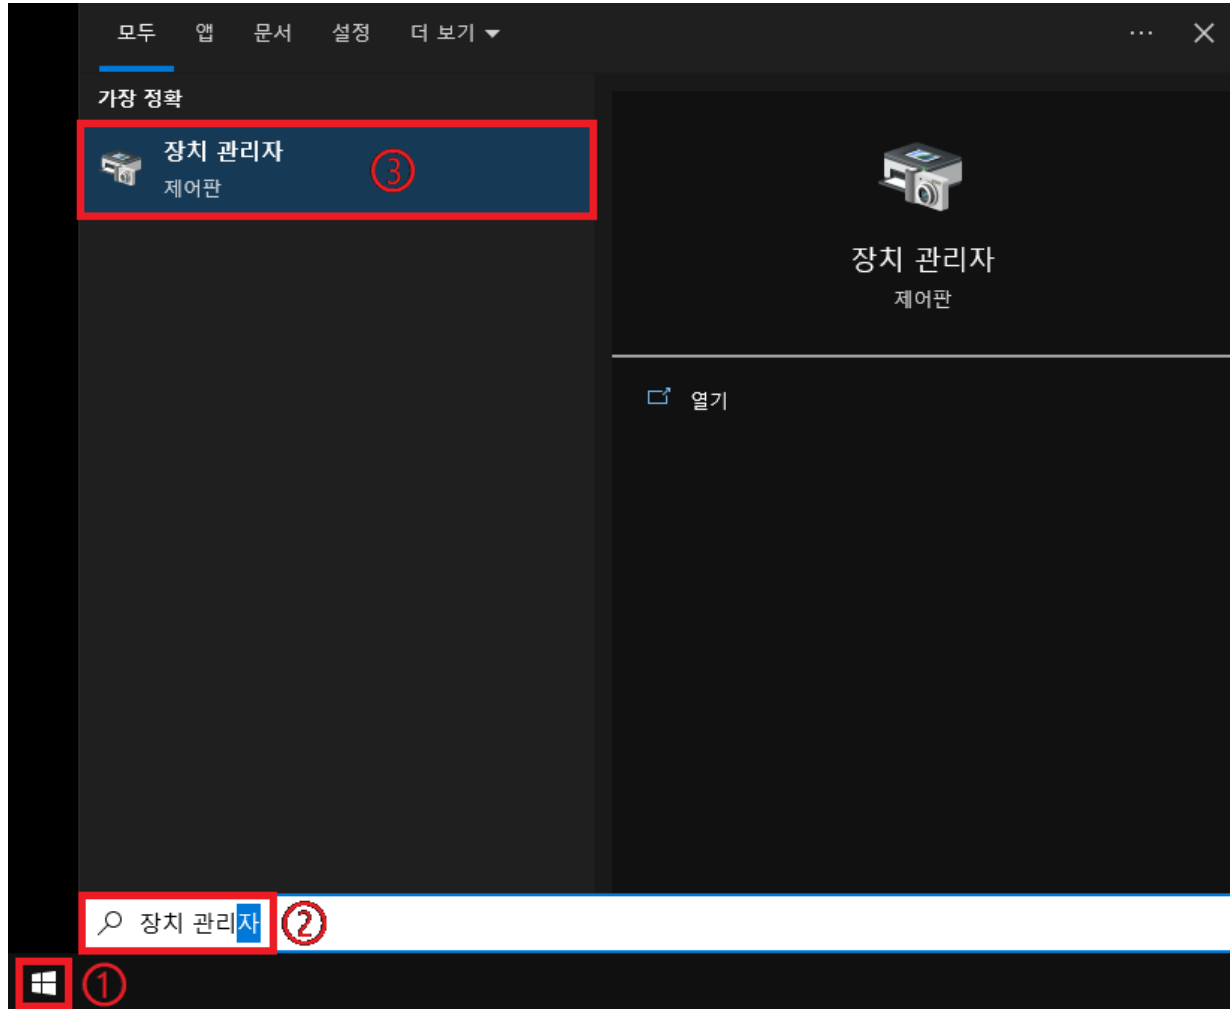 모두 앱 문서 설정 더 보기
가장 정확
장치 관리자
제어판
③
장치 관리자
제어판
열기
장치 관리자 ②
①